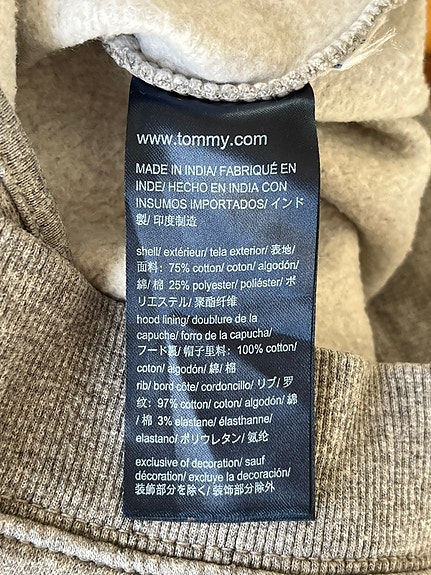 www.tommy.com
MADE IN INDIA/ FABRIQUÉ EN
INDE/ HECHO EN INDIA CON
INSUMOS IMPORTADOS/ インド
製/ 印度制造
shell/ extérieur/ tela exterior/ 表地/
面料: 75% cotton/ coton/ algodón/
綿/ 棉 25% polyester/ poliéster/ ポ
リエステル/ 聚酯纤维
hood lining/ doublure de la
capuche/ forro de la capucha/
フード裏/ 帽子里料: 100% cotton/
coton/ algodón/ 綿/ 棉
rib/ bord côte/ cordoncillo/ リブ/ 罗
纹: 97% cotton/ coton/ algodón/ 綿
/ 棉 3% elastane/ élasthanne/
elastano/ ポリウレタン/ 氨纶
exclusive of decoration/ sauf
décoration/ excluye la decoración/
装飾部分を除く/ 装饰部分除外